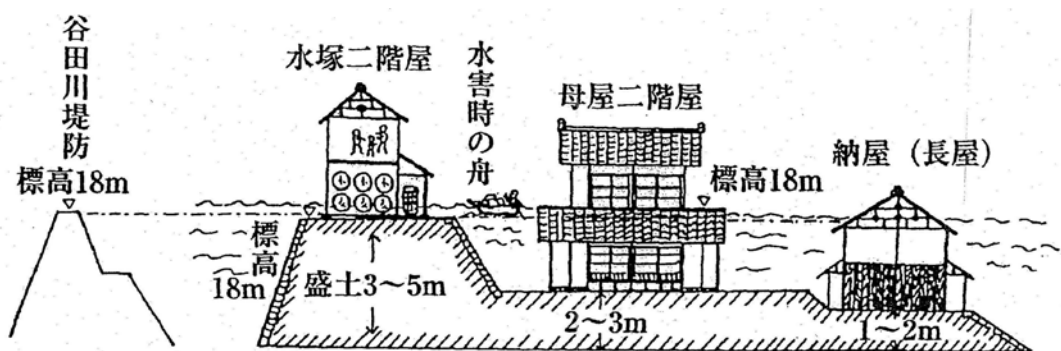 谷田川堤防
標高18m
水塚二階屋
標高18m
盛土3〜5m
水害時の舟
母屋二階屋
標高18m
2〜3m
納屋（長屋）
1〜2m